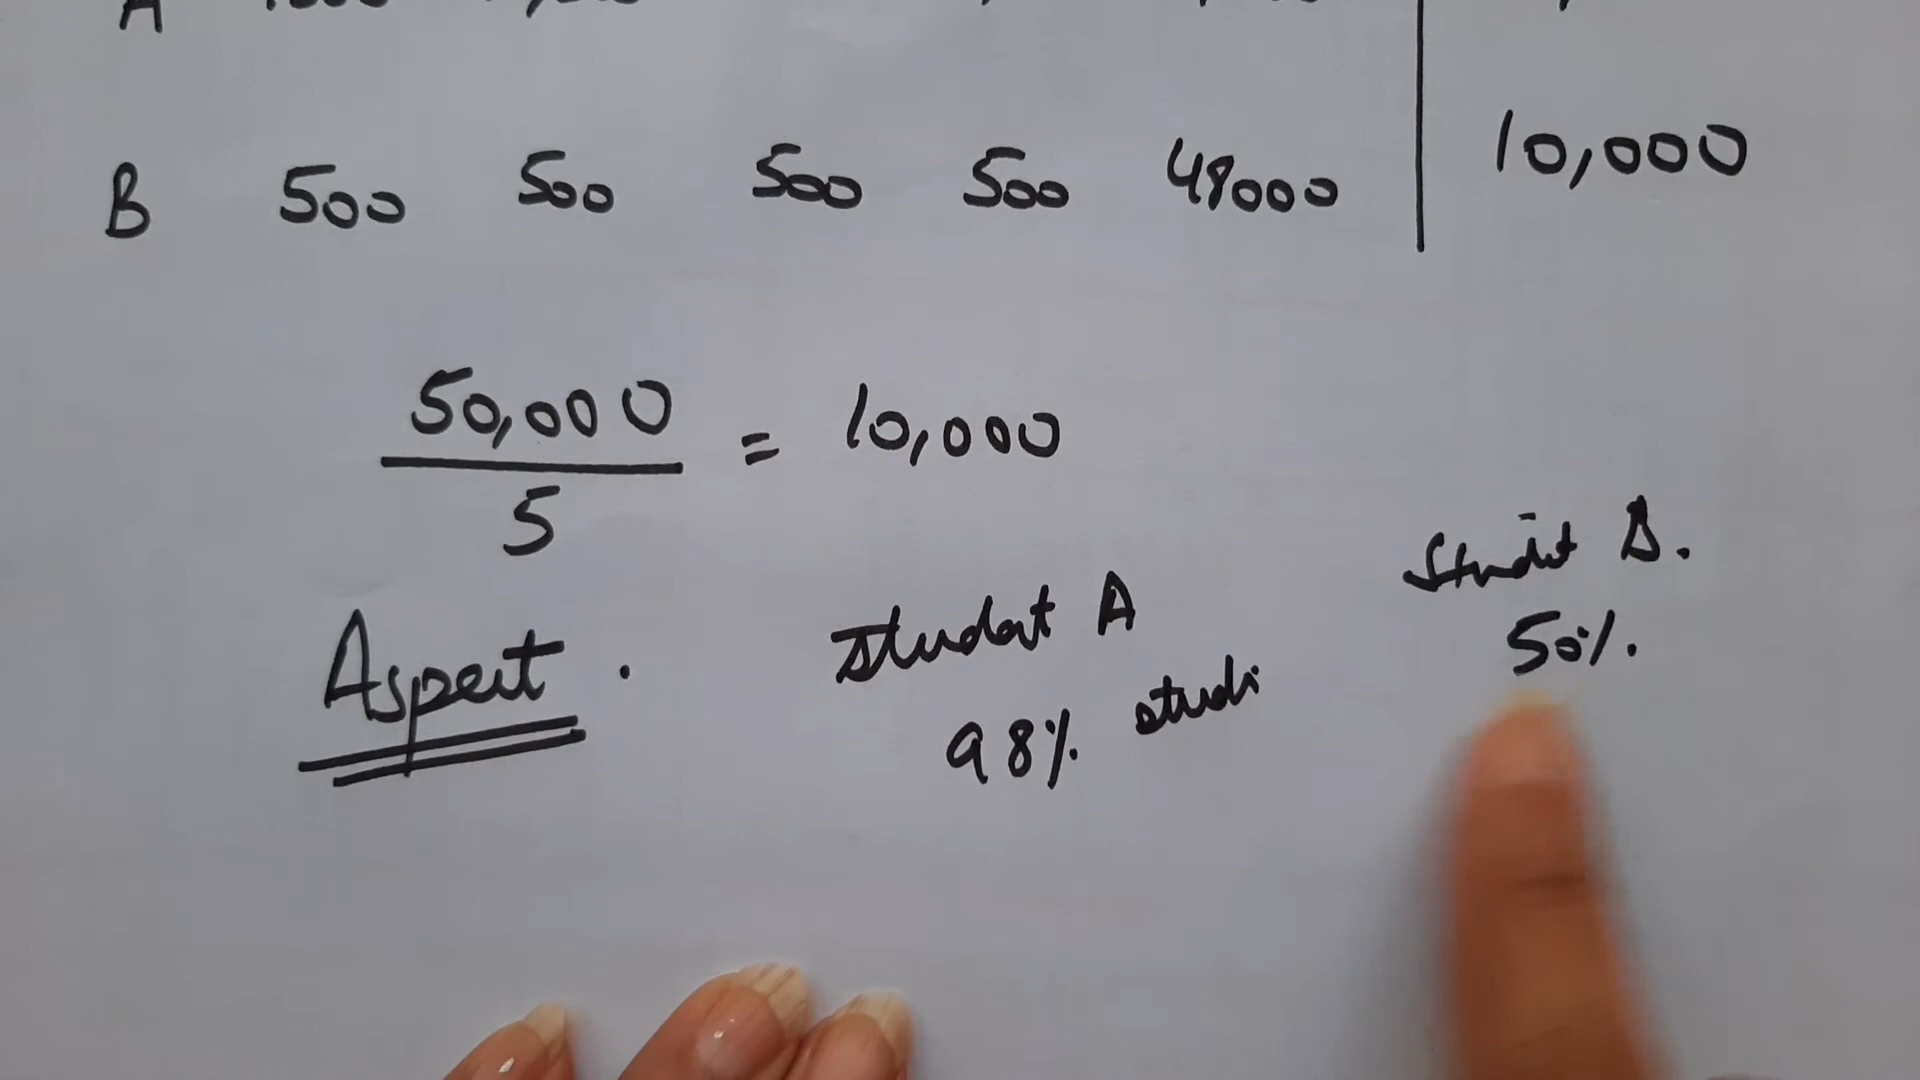 A
B 500 500 500 500 48000 10,000
50,000 = 10,000
5
Aspect . Student A Student B.
98% studi 50%.